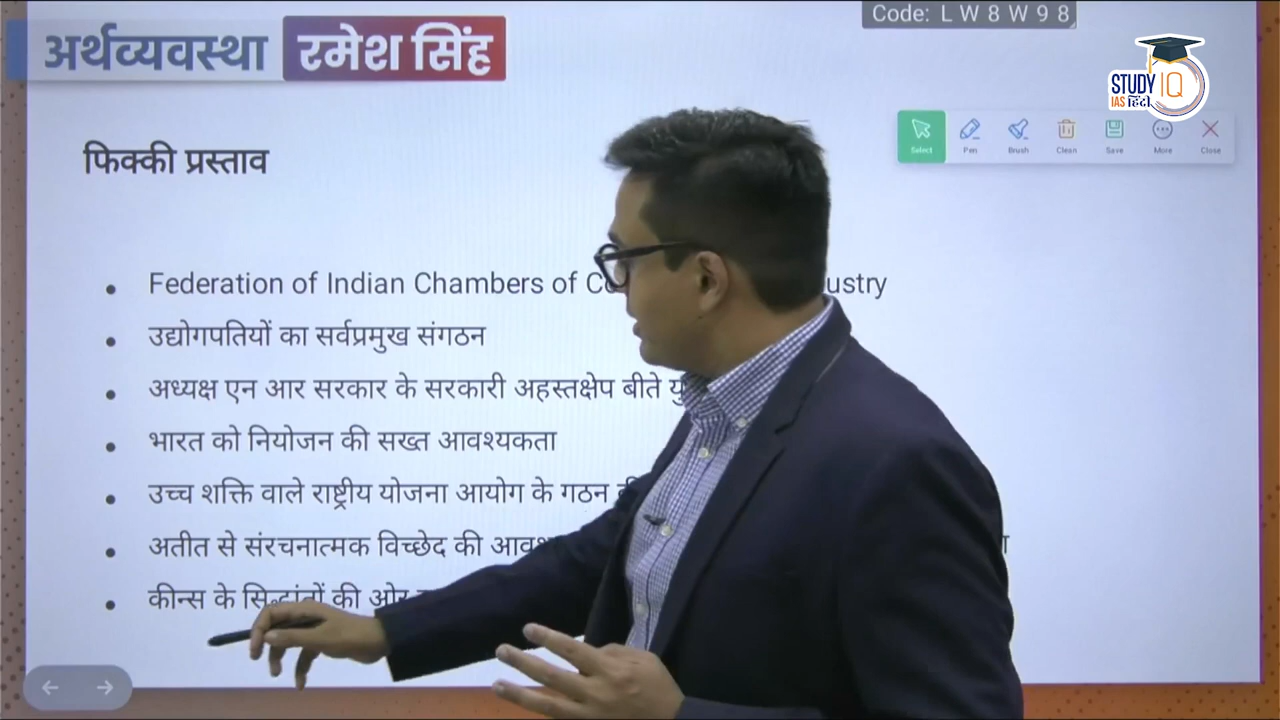 Code: L W 8 W 9 8
अर्थव्यवस्था रमेश सिंह
STUDY IQ
IAS हिंदी
Select Pen Brush Clean Save More Close
फिक्की प्रस्ताव
Federation of Indian Chambers of
उद्योगपतियों का सर्वप्रमुख संगठन
अध्यक्ष एन आर सरकार के सरकारी अहस्तक्षेप बीते
भारत को नियोजन की सख्त आवश्यकता
उच्च शक्ति वाले राष्ट्रीय योजना आयोग के गठन
अतीत से संरचनात्मक विच्छेद की
कीन्स के सिद्धांतों की ओर